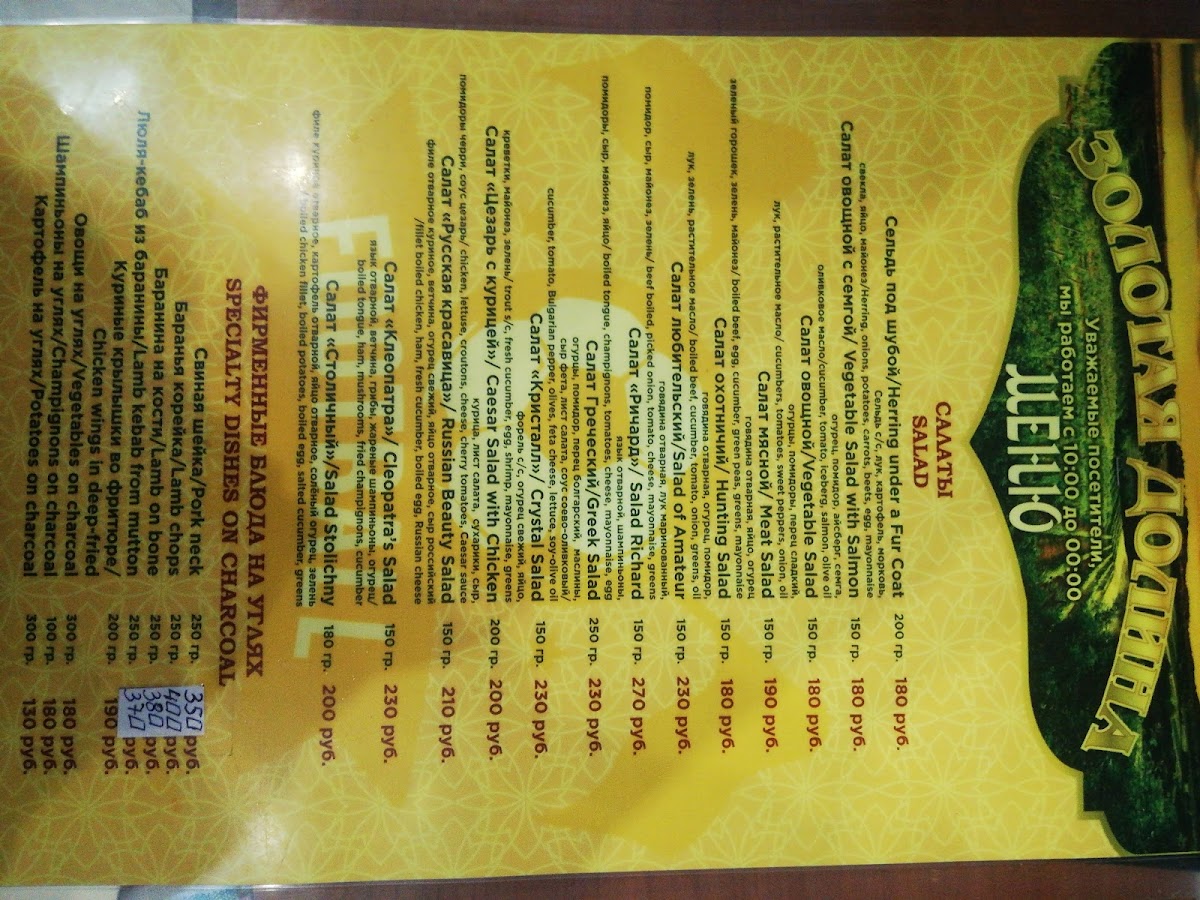 ЗОЛОТАЯ ДОЛИНА
Уважаемые посетители,
мы работаем с 10:00 до 00:00
МЕНЮ
САЛАТЫ
SALAD
Сельдь под шубой/Herring under a Fur Coat 200 гр. 180 руб.
Сельдь с/с, лук, картофель, морковь,
свекла, яйцо, майонез/Herring, onions, potatoes, carrots, beets, egg, mayonnaise
Салат овощной с семгой/ Vegetable Salad with Salmon 150 гр. 180 руб.
огурец, помидор, айсберг, семга,
оливковое масло/cucumber, tomato, iceberg, salmon, olive oil
Салат овощной/Vegetable Salad 180 гр. 180 руб.
огурцы, помидоры, перец сладкий,
лук, растительное масло/ cucumbers, tomatoes, sweet peppers, onion, oil
Салат мясной/ Meat Salad 150 гр. 190 руб.
говядина отварная, яйцо, огурец
зеленый горошек, зелень, майонез/ boiled beef, egg, cucumber, green peas, greens, mayonnaise
Салат охотничий/ Hunting Salad 150 гр. 180 руб.
говядина отварная, огурец, помидор,
лук, зелень, растительное масло/ boiled beef, cucumber, tomato, onion, greens, oil
Салат любительский/Salad of Amateur 150 гр. 230 руб.
говядина отварная, лук маринованный,
помидор, сыр, майонез, зелень/ beef boiled, picked onion, tomato, cheese, mayonnaise, greens
Салат «Ричард»/ Salad Richard 150 гр. 270 руб.
язык отварной, шампиньоны,
помидоры, сыр, майонез, яйцо/ boiled tongue, champignons, tomatoes, cheese, mayonnaise, egg
Салат Греческий/Greek Salad 250 гр. 230 руб.
огурцы, помидор, перец болгарский, маслины,
сыр фета, лист салата, соус соево-оливковый/
cucumber, tomato, Bulgarian pepper, olives, feta cheese, lettuce, soy-olive oil
Салат «Кристалл»/ Crystal Salad 150 гр. 230 руб.
форель с/с, огурец свежий, яйцо,
креветки, майонез, зелень/ trout s/c, fresh cucumber, egg, shrimp, mayonnaise, greens
Салат «Цезарь с курицей»/ Caesar Salad with Chicken 200 гр. 200 руб.
курица, лист салата, сухарики, сыр,
помидоры черри, соус цезарь/ chicken, lettuce, croutons, cheese, cherry tomatoes, Caesar sauce
Салат «Русская красавица»/ Russian Beauty Salad 150 гр. 210 руб.
филе отварное куриное, ветчина, огурец свежий, яйцо отварное, сыр российский
/fillet boiled chicken, ham, fresh cucumber, boiled egg, Russian cheese
Салат «Клеопатра»/ Cleopatra's Salad 150 гр. 230 руб.
язык отварной, ветчина, грибы, жареные шампиньоны, огурец/
boiled tongue, ham, mushrooms, fried champignons, cucumber
Салат «Столичный»/Salad Stolichny 180 гр. 200 руб.
филе куриное отварное, картофель отварной, яйцо отварное, солёный огурец, зелень
/ boiled chicken fillet, boiled potatoes, boiled egg, salted cucumber, greens
ФИРМЕННЫЕ БЛЮДА НА УГЛЯХ
SPECIALTY DISHES ON CHARCOAL
Свиная шейка/Pork neck 250 гр. 350 руб.
Баранья корейка/Lamb chops 250 гр. 400 руб.
Баранина на кости/Lamb on bone 250 гр. 380 руб.
Люля-кебаб из баранины/Lamb kebab from mutton 250 гр. 370 руб.
Куриные крылышки во фритюре/ 200 гр. 190 руб.
Chicken wings in deep-fried
Овощи на углях/Vegetables on charcoal 300 гр. 180 руб.
Шампиньоны на углях/Champignons on charcoal 100 гр. 180 руб.
Картофель на углях/Potatoes on charcoal 300 гр. 130 руб.